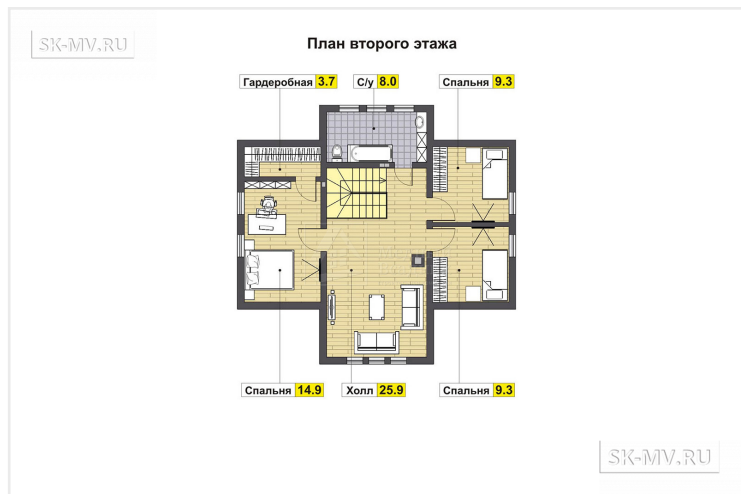 SK-MV.RU
План второго этажа
Гардеробная 3.7
С/у 8.0
Спальня 9.3
Спальня 14.9
Холл 25.9
Спальня 9.3
SK-MV.RU